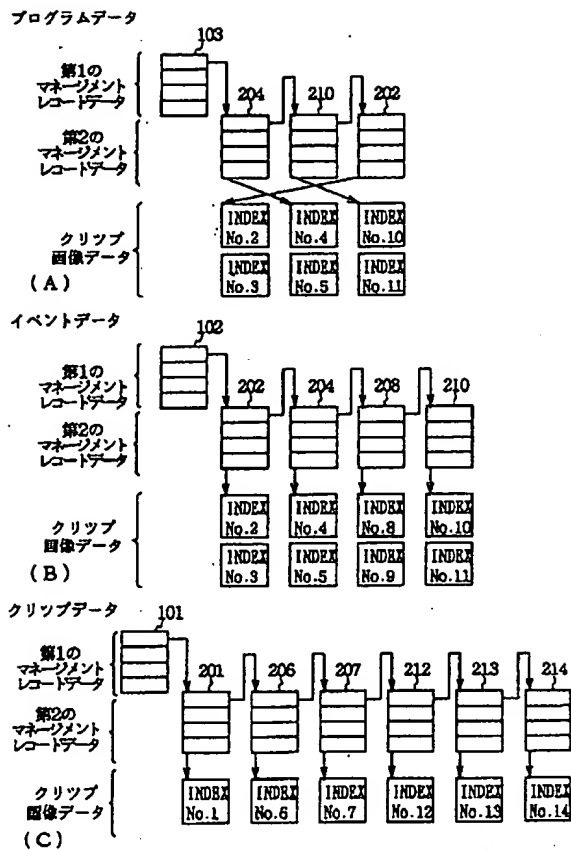 プログラムデータ
103
第1の
マネージメント
レコードデータ
204 210 202
第2の
マネージメント
レコードデータ
クリップ
画像データ
INDEX No.2
INDEX No.4
INDEX No.10
INDEX No.3
INDEX No.5
INDEX No.11
(A)
イベントデータ
102
第1の
マネージメント
レコードデータ
202 204 208 210
第2の
マネージメント
レコードデータ
クリップ
画像データ
INDEX No.2
INDEX No.4
INDEX No.8
INDEX No.10
INDEX No.3
INDEX No.5
INDEX No.9
INDEX No.11
(B)
クリップデータ
101
第1の
マネージメント
レコードデータ
201 206 207 212 213 214
第2の
マネージメント
レコードデータ
クリップ
画像データ
INDEX No.1
INDEX No.6
INDEX No.7
INDEX No.12
INDEX No.13
INDEX No.14
(C)